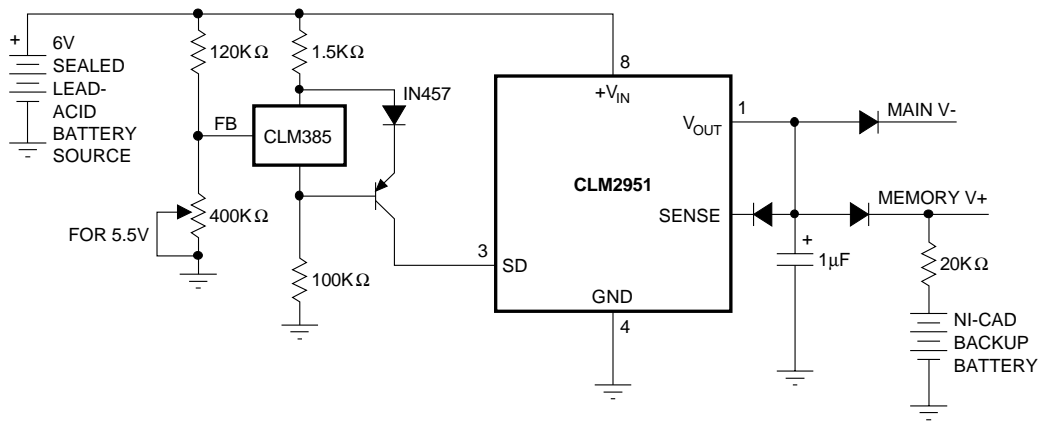 +
6V
SEALED
LEAD-
ACID
BATTERY
SOURCE
120KΩ
1.5KΩ
IN457
FB
CLM385
400KΩ
FOR 5.5V
100KΩ
8
+VIN
1
VOUT
CLM2951
SENSE
3
SD
GND
4
MAIN V-
MEMORY V+
+
1µF
20KΩ
NI-CAD
BACKUP
BATTERY